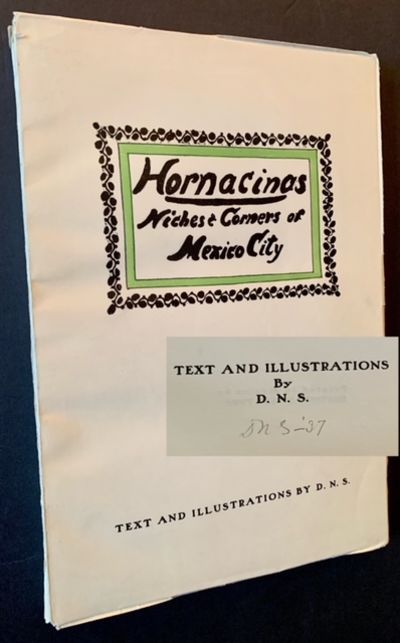 Hornacinas
Niches & Corners of
Mexico City
TEXT AND ILLUSTRATIONS
By
D. N. S.
DNS-'37
TEXT AND ILLUSTRATIONS BY D. N. S.